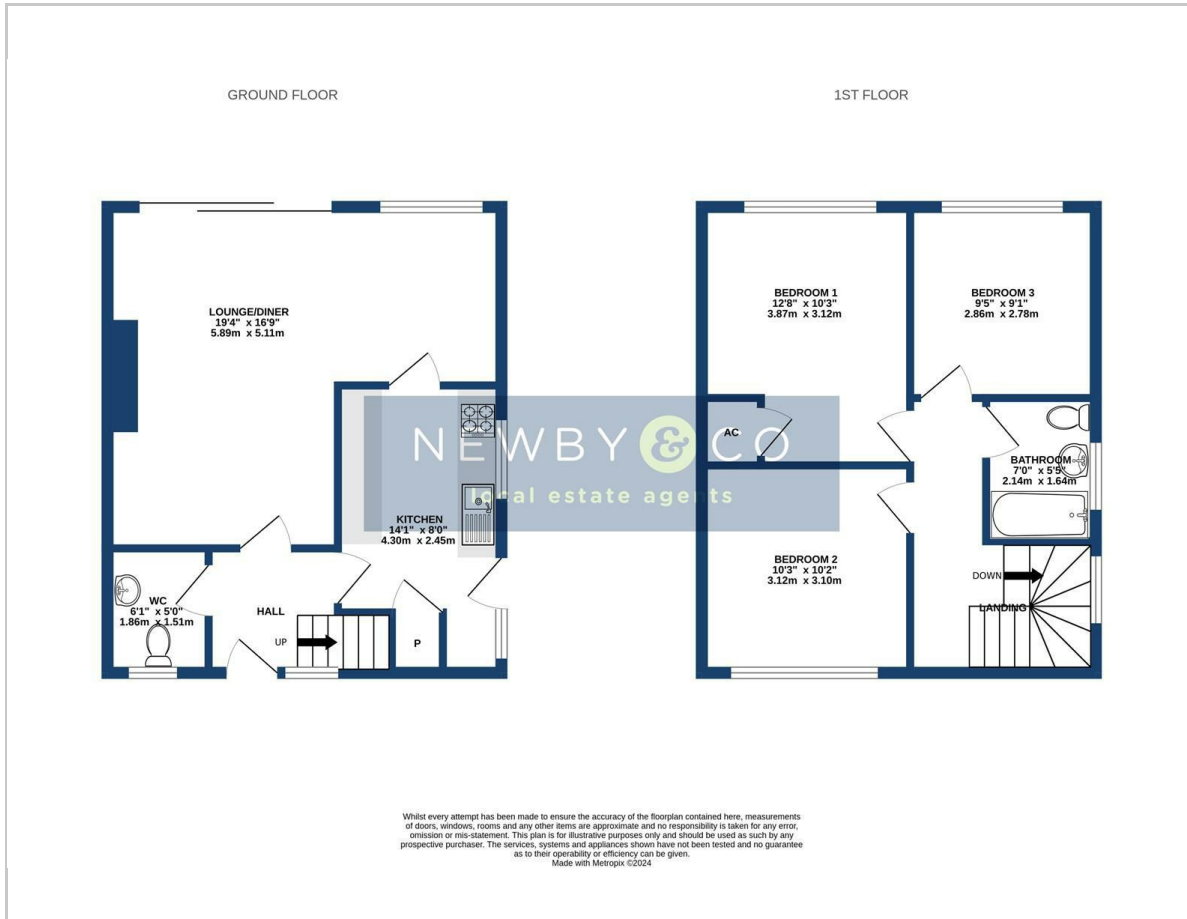 GROUND FLOOR
1ST FLOOR
LOUNGE/DINER
19'4" x 16'9"
5.89m x 5.11m
KITCHEN
14'1" x 8'0"
4.30m x 2.45m
WC
6'1" x 5'0"
1.86m x 1.51m
HALL
UP
P
BEDROOM 1
12'8" x 10'3"
3.87m x 3.12m
BEDROOM 3
9'5" x 9'1"
2.86m x 2.78m
AC
BATHROOM
7'0" x 5'5"
2.14m x 1.64m
BEDROOM 2
10'3" x 10'2"
3.12m x 3.10m
DOWN
LANDING
NEWBY & CO
local estate agents
Whilst every attempt has been made to ensure the accuracy of the floorplan contained here, measurements
of doors, windows, rooms and any other items are approximate and no responsibility is taken for any error,
omission or mis-statement. This plan is for illustrative purposes only and should be used as such by any
prospective purchaser. The services, systems and appliances shown have not been tested and no guarantee
as to their operability or efficiency can be given.
Made with Metropix ©2024